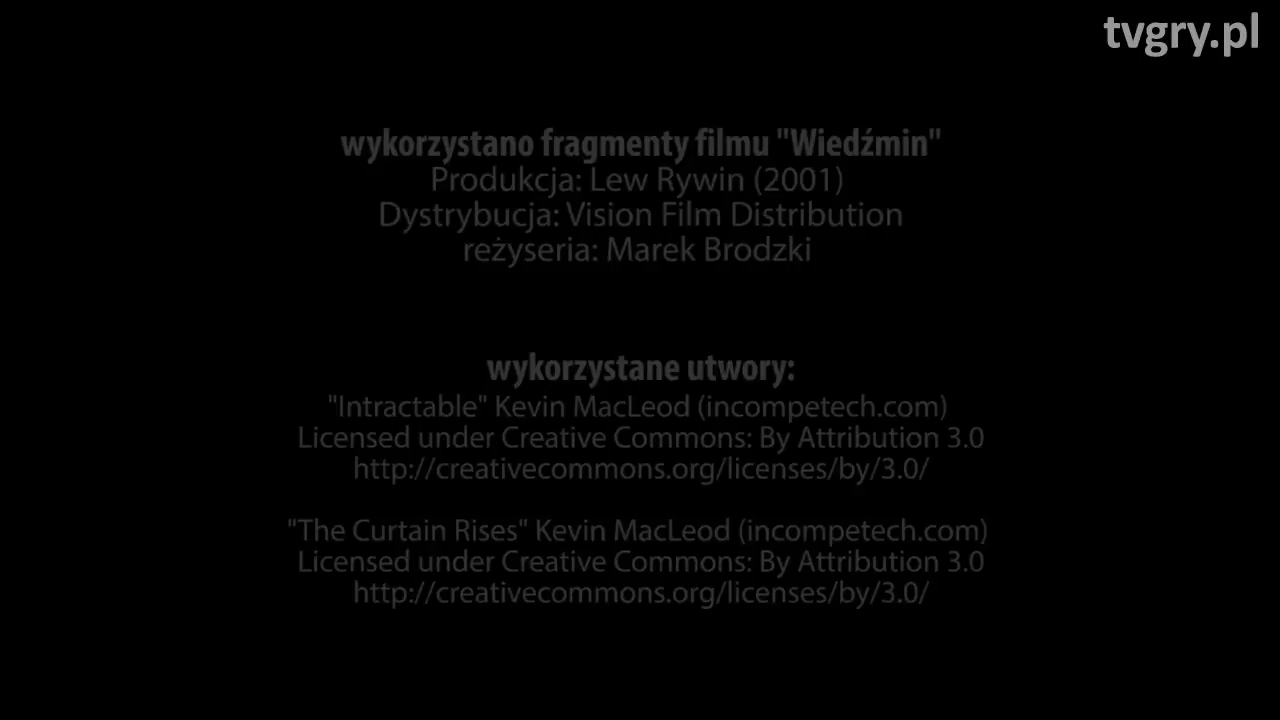 tvgry.pl
wykorzystano fragmenty filmu "Wiedźmin"
Produkcja: Lew Rywin (2001)
Dystrybucja: Vision Film Distribution
reżyseria: Marek Brodzki
wykorzystane utwory:
"Intractable" Kevin MacLeod (incompetech.com)
Licensed under Creative Commons: By Attribution 3.0
http://creativecommons.org/licenses/by/3.0/
"The Curtain Rises" Kevin MacLeod (incompetech.com)
Licensed under Creative Commons: By Attribution 3.0
http://creativecommons.org/licenses/by/3.0/